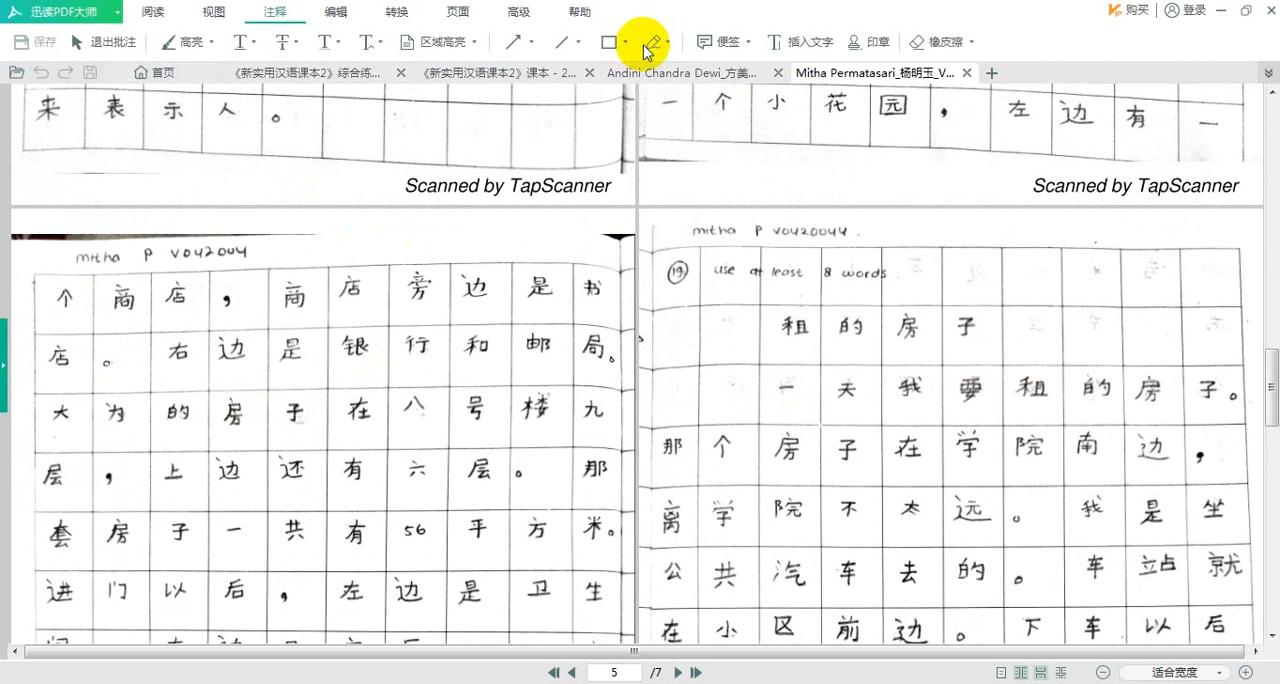 迅读PDF大师
阅读 视图 注释 编辑 转换 页面 高级 帮助
购买 登录
保存 退出批注 高亮 区域高亮 便签 插入文字 印章 橡皮擦
首页 《新实用汉语课本2》综合练... 《新实用汉语课本2》课本 - 2... Andini Chandra Dewi_方美... Mitha Permatasari_杨明玉_V...
来表示人。
Scanned by TapScanner
一个小花园,左边有一
Scanned by TapScanner
mitha P V042004
个商店,商店旁边是书
店。右边是银行和邮局。
大为的房子在八号楼九
层,上边还有六层。那
套房子一共有56平方米。
进门以后,左边是卫生
mitha P V0420044.
19 use at least 8 words
租的房子
一天我要租的房子。
那个房子在学院南边,
离学院不太远。我是坐
公共汽车去的。车站就
在小区前边。下车以后
5 /7 适合宽度